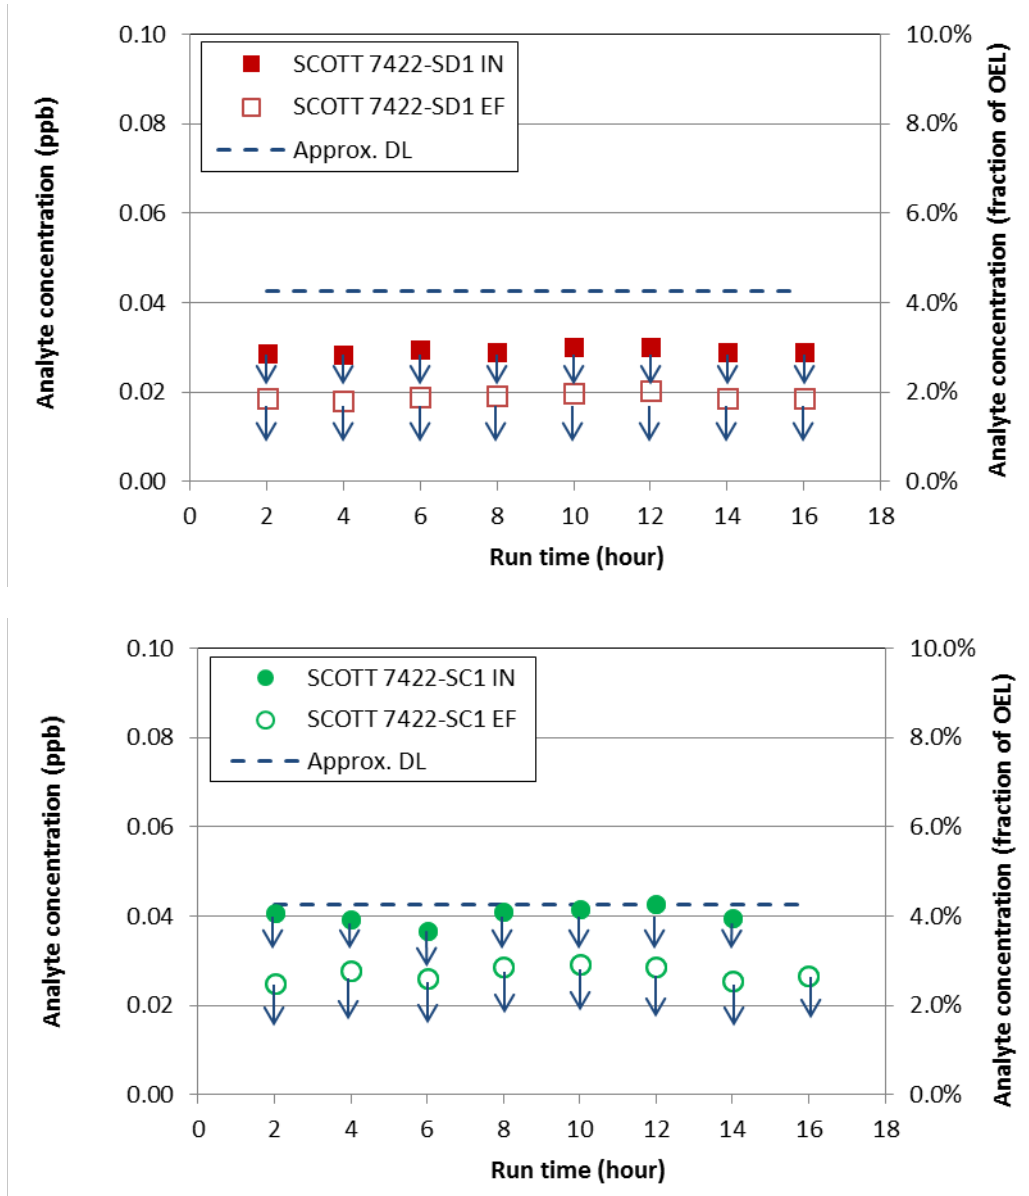 0.10
0.08
0.06
0.04
0.02
0.00
Analyte concentration (ppb)
SCOTT 7422-SD1 IN
SCOTT 7422-SD1 EF
Approx. DL
10.0%
8.0%
6.0%
4.0%
2.0%
0.0%
Analyte concentration (fraction of OEL)
0 2 4 6 8 10 12 14 16 18
Run time (hour)
0.10
0.08
0.06
0.04
0.02
0.00
Analyte concentration (ppb)
SCOTT 7422-SC1 IN
SCOTT 7422-SC1 EF
Approx. DL
10.0%
8.0%
6.0%
4.0%
2.0%
0.0%
Analyte concentration (fraction of OEL)
0 2 4 6 8 10 12 14 16 18
Run time (hour)